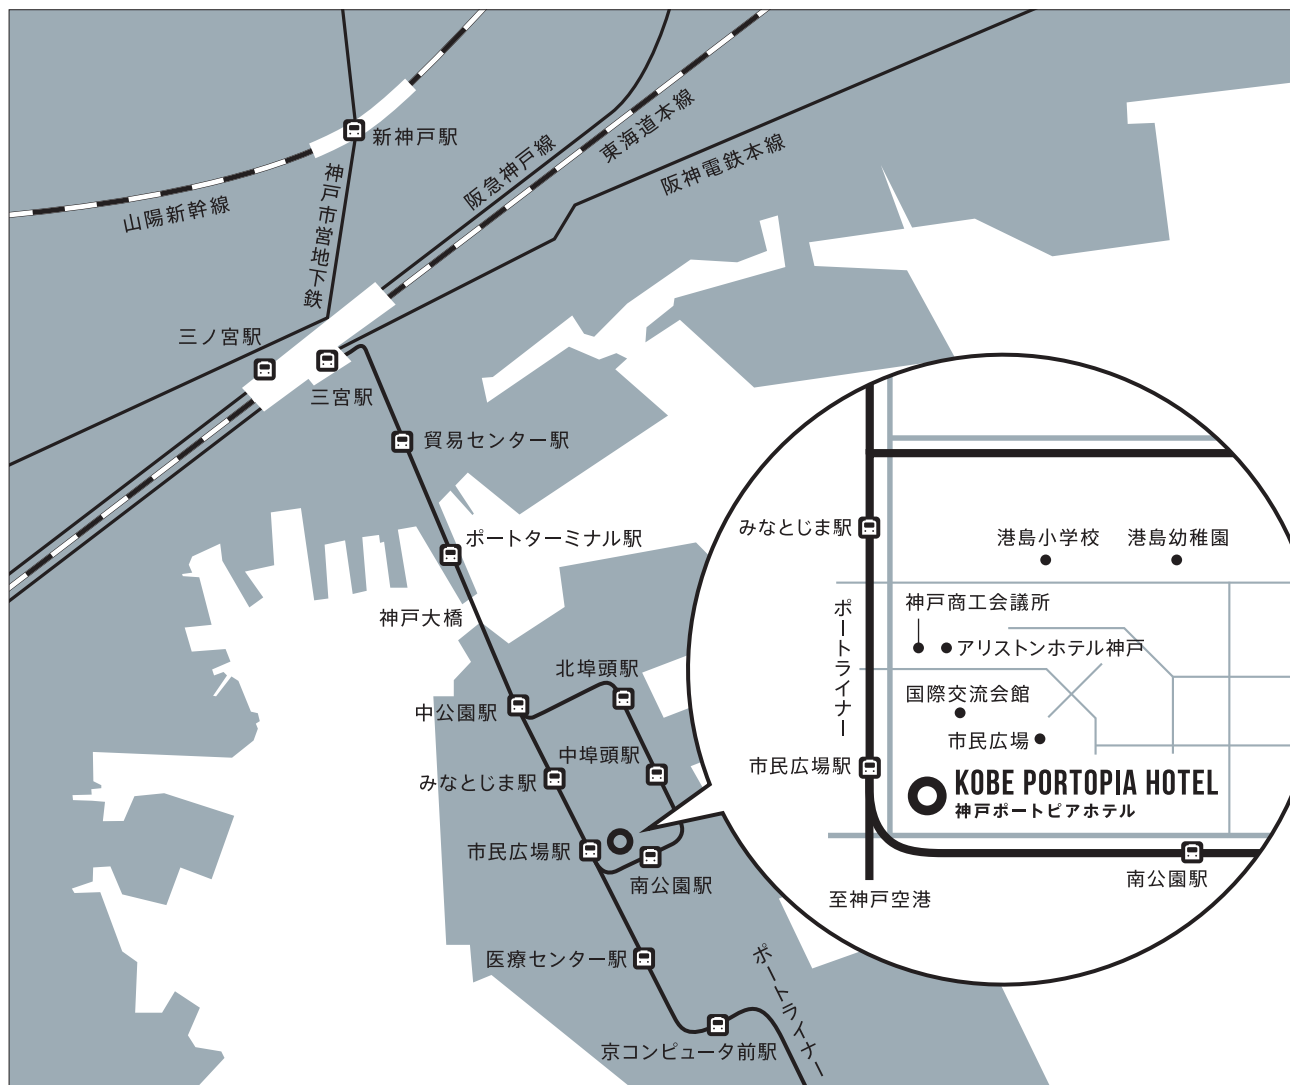 新神戸駅
山陽新幹線
神戸市営地下鉄
阪急神戸線
東海道本線
阪神電鉄本線
三ノ宮駅
三宮駅
貿易センター駅
ポートターミナル駅
神戸大橋
北埠頭駅
中公園駅
中埠頭駅
みなとじま駅
市民広場駅
南公園駅
医療センター駅
京コンピュータ前駅
ポートライナー
みなとじま駅
港島小学校
港島幼稚園
神戸商工会議所
アリストンホテル神戸
ポートライナー
国際交流会館
市民広場
市民広場駅
KOBE PORTOPIA HOTEL
神戸ポートピアホテル
南公園駅
至神戸空港